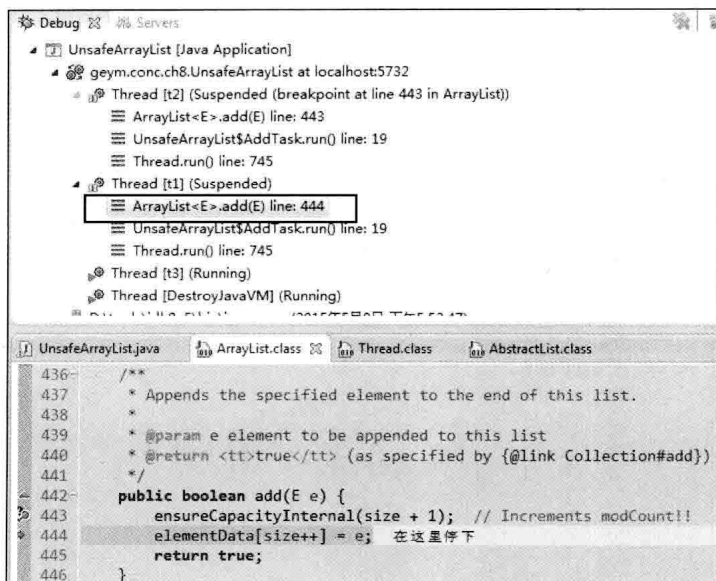 Debug Servers
UnsafeArrayList [Java Application]
geym.conc.ch8.UnsafeArrayList at localhost:5732
Thread [t2] (Suspended (breakpoint at line 443 in ArrayList))
ArrayList<E>.add(E) line: 443
UnsafeArrayList$AddTask.run() line: 19
Thread.run() line: 745
Thread [t1] (Suspended)
ArrayList<E>.add(E) line: 444
UnsafeArrayList$AddTask.run() line: 19
Thread.run() line: 745
Thread [t3] (Running)
Thread [DestroyJavaVM] (Running)
UnsafeArrayList.java ArrayList.class Thread.class AbstractList.class
436 /**
437 * Appends the specified element to the end of this list.
438 *
439 * @param e element to be appended to this list
440 * @return <tt>true</tt> (as specified by {@link Collection#add})
441 */
442 public boolean add(E e) {
443 ensureCapacityInternal(size + 1); // Increments modCount!!
444 elementData[size++] = e; 在这里停下
445 return true;
446 }